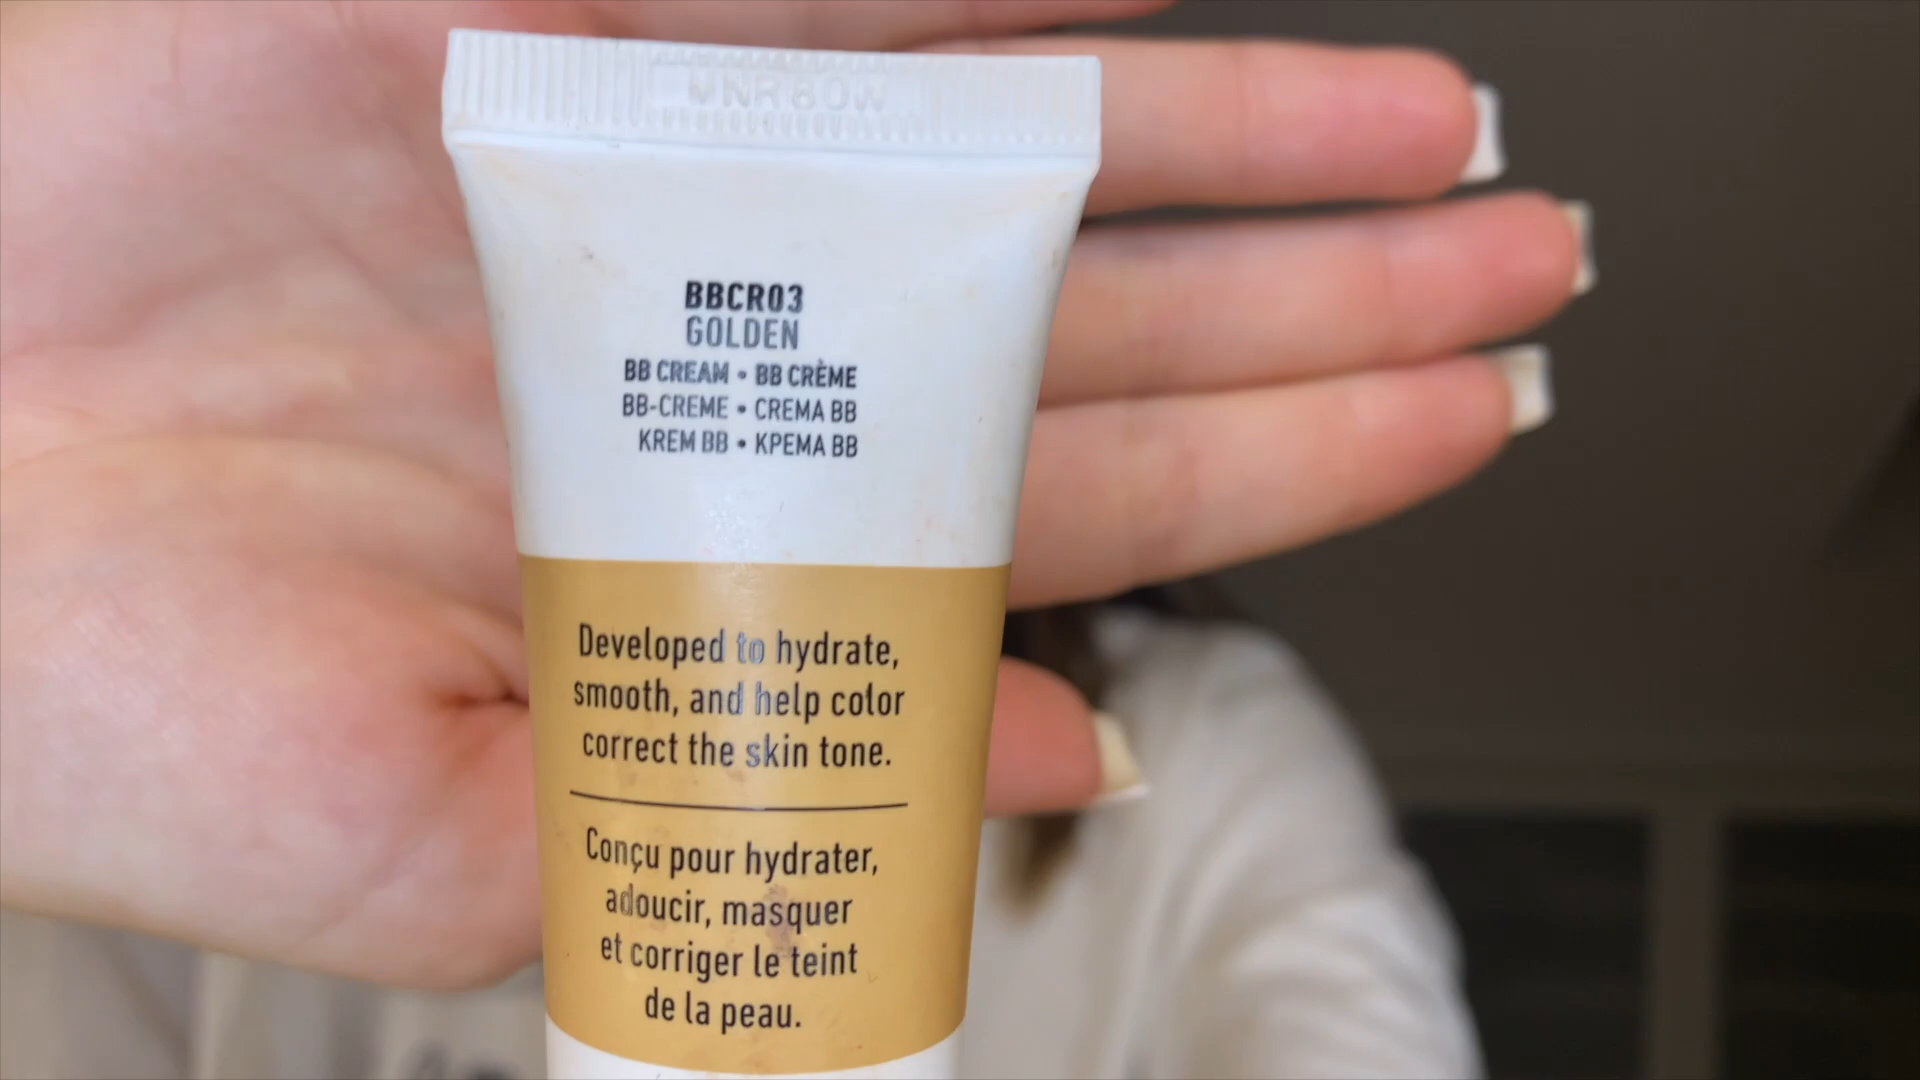 BBCR03
GOLDEN
BB CREAM • BB CRÈME
BB-CREME • CREMA BB
KREM BB • КРЕМА BB
Developed to hydrate,
smooth, and help color
correct the skin tone.
Conçu pour hydrater,
adoucir, masquer
et corriger le teint
de la peau.